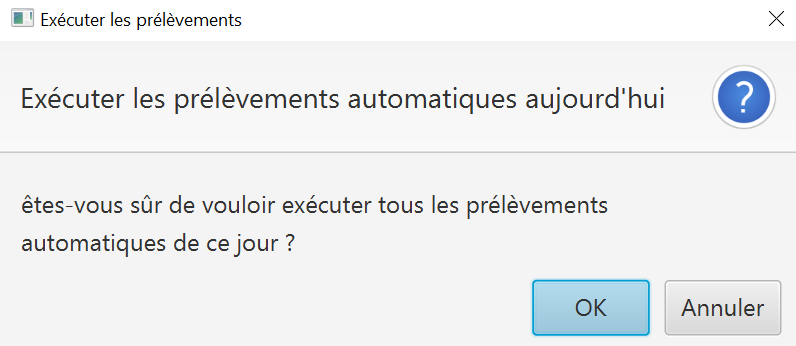 Exécuter les prélèvements
Exécuter les prélèvements automatiques aujourd'hui
?
êtes-vous sûr de vouloir exécuter tous les prélèvements
automatiques de ce jour ?
OK
Annuler